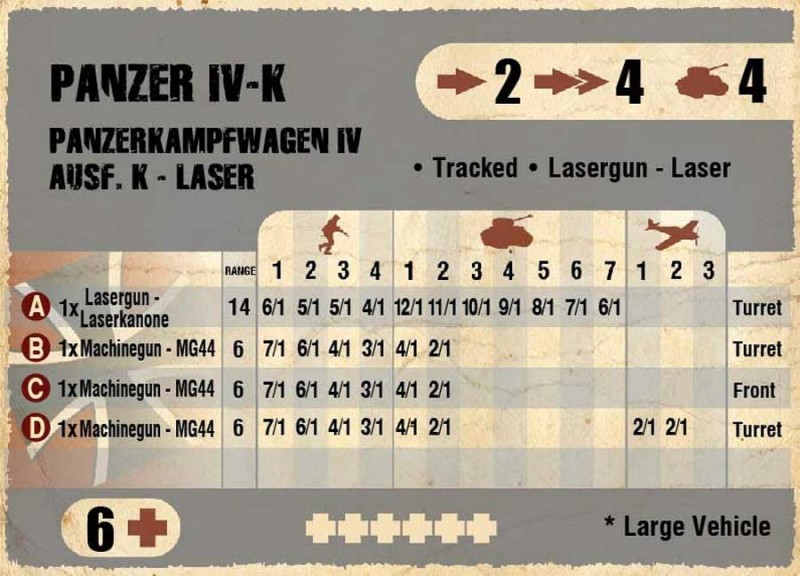 PANZER IV-K
2 4 4
PANZERKAMPFWAGEN IV
AUSF. K - LASER
• Tracked • Lasergun - Laser
RANGE 1 2 3 4 1 2 3 4 5 6 7 1 2 3
A 1x Lasergun - Laserkanone 14 6/1 5/1 5/1 4/1 12/1 11/1 10/1 9/1 8/1 7/1 6/1 Turret
B 1x Machinegun - MG44 6 7/1 6/1 4/1 3/1 4/1 2/1 Turret
C 1x Machinegun - MG44 6 7/1 6/1 4/1 3/1 4/1 2/1 Front
D 1x Machinegun - MG44 6 7/1 6/1 4/1 3/1 4/1 2/1 2/1 2/1 Turret
6
* Large Vehicle